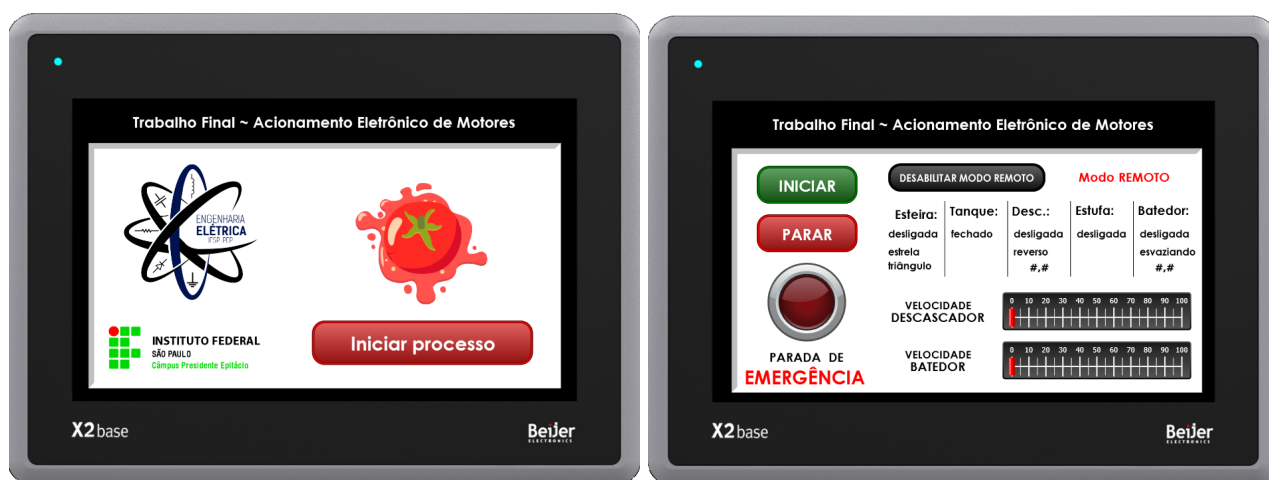 Trabalho Final ~ Acionamento Eletrônico de Motores
ENGENHARIA
ELÉTRICA
IFSP PEP
INSTITUTO FEDERAL
SÃO PAULO
Câmpus Presidente Epitácio
Iniciar processo
X2 base
Beijer
ELECTRONICS
Trabalho Final ~ Acionamento Eletrônico de Motores
INICIAR
DESABILITAR MODO REMOTO
Modo REMOTO
PARAR
Esteira: Tanque: Desc.: Estufa: Batedor:
desligada fechado desligada desligada desligada
estrela reverso esvaziando
triângulo #,# #,#
VELOCIDADE
DESCASCADOR
0 10 20 30 40 50 60 70 80 90 100
PARADA DE
EMERGÊNCIA
VELOCIDADE
BATEDOR
0 10 20 30 40 50 60 70 80 90 100
X2 base
Beijer
ELECTRONICS